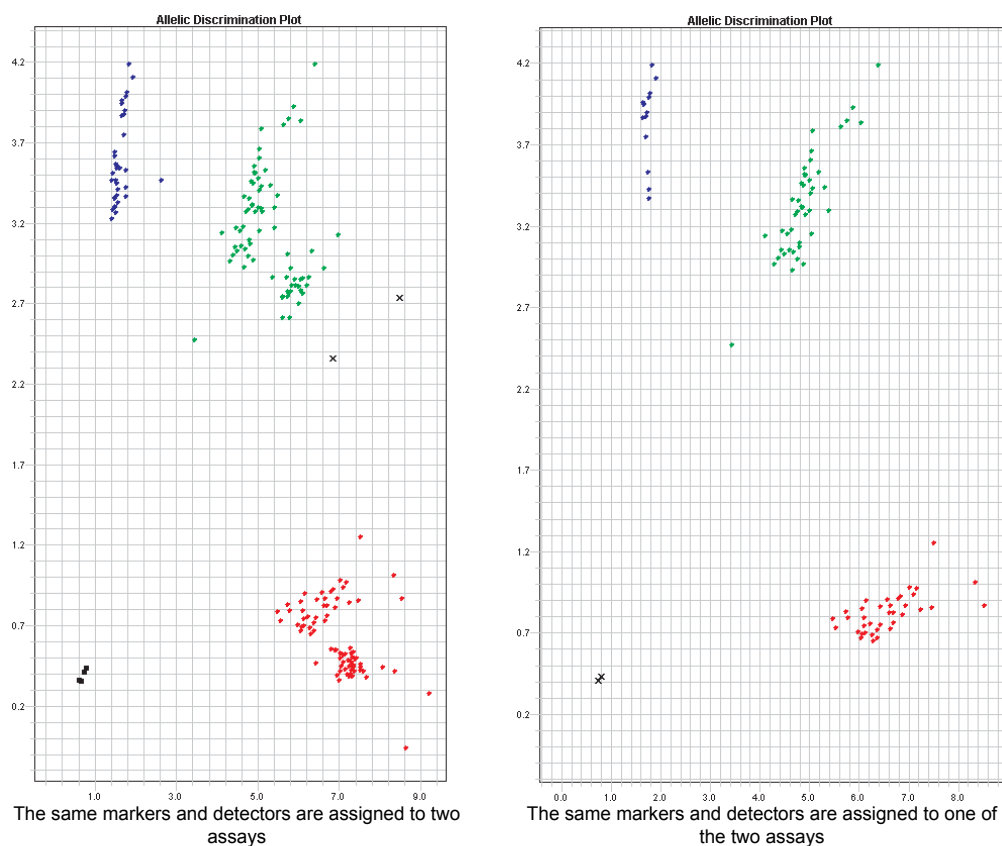 Allelic Discrimination Plot
4.2
3.7
3.2
2.7
2.2
1.7
1.2
0.7
0.2
1.0 3.0 5.0 7.0 9.0
The same markers and detectors are assigned to two
assays
Allelic Discrimination Plot
4.2
3.7
3.2
2.7
2.2
1.7
1.2
0.7
0.2
0.0 1.0 2.0 3.0 4.0 5.0 6.0 7.0 8.0
The same markers and detectors are assigned to one of
the two assays